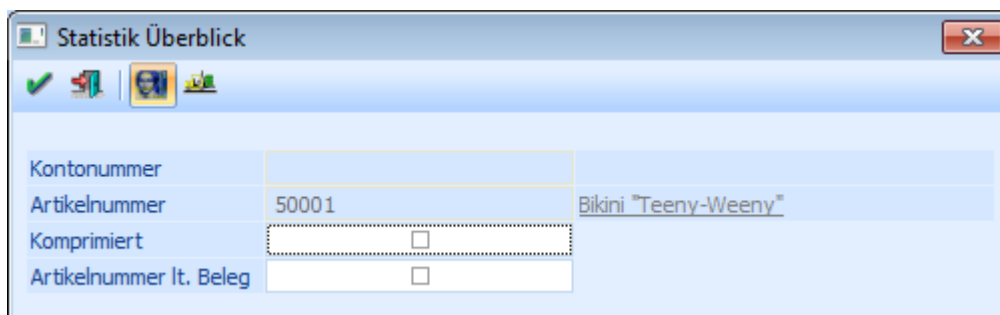 Statistik Überblick
Kontonummer
Artikelnummer 50001 Bikini "Teeny-Weeny"
Komprimiert
Artikelnummer lt. Beleg